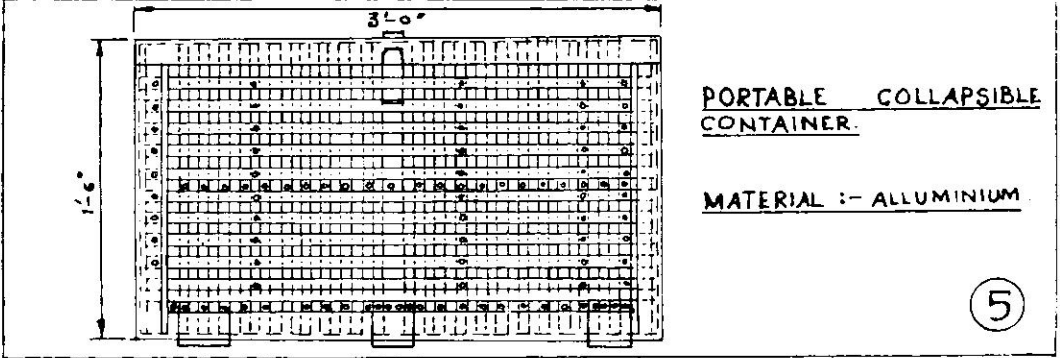 3'-0"
1'-6"
PORTABLE COLLAPSIBLE
CONTAINER.
MATERIAL :- ALLUMINIUM
5